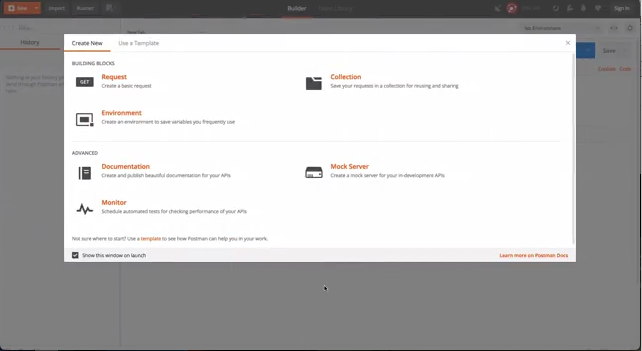 New
Import
Runner
Builder
Team Library
Sign In
No Environment
Filter
History
New Tab
Save
Cookies Code
Create New
Use a Template
BUILDING BLOCKS
GET
Request
Create a basic request
Collection
Save your requests in a collection for reusing and sharing
Environment
Create an environment to save variables you frequently use
ADVANCED
Documentation
Create and publish beautiful documentation for your APIs
Mock Server
Create a mock server for your in-development APIs
Monitor
Schedule automated tests for checking performance of your APIs
Not sure where to start? Use a template to see how Postman can help you in your work.
Show this window on launch
Learn more on Postman Docs